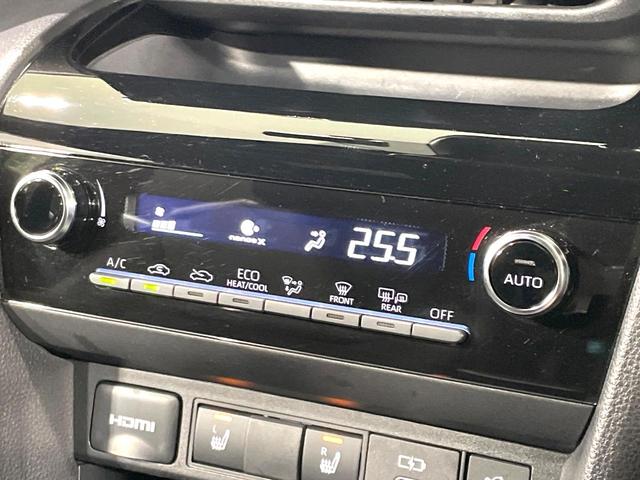 nanoe X
25.5
AUTO
A/C
ECO
HEAT/COOL
FRONT
REAR
OFF
HDMI
L
R